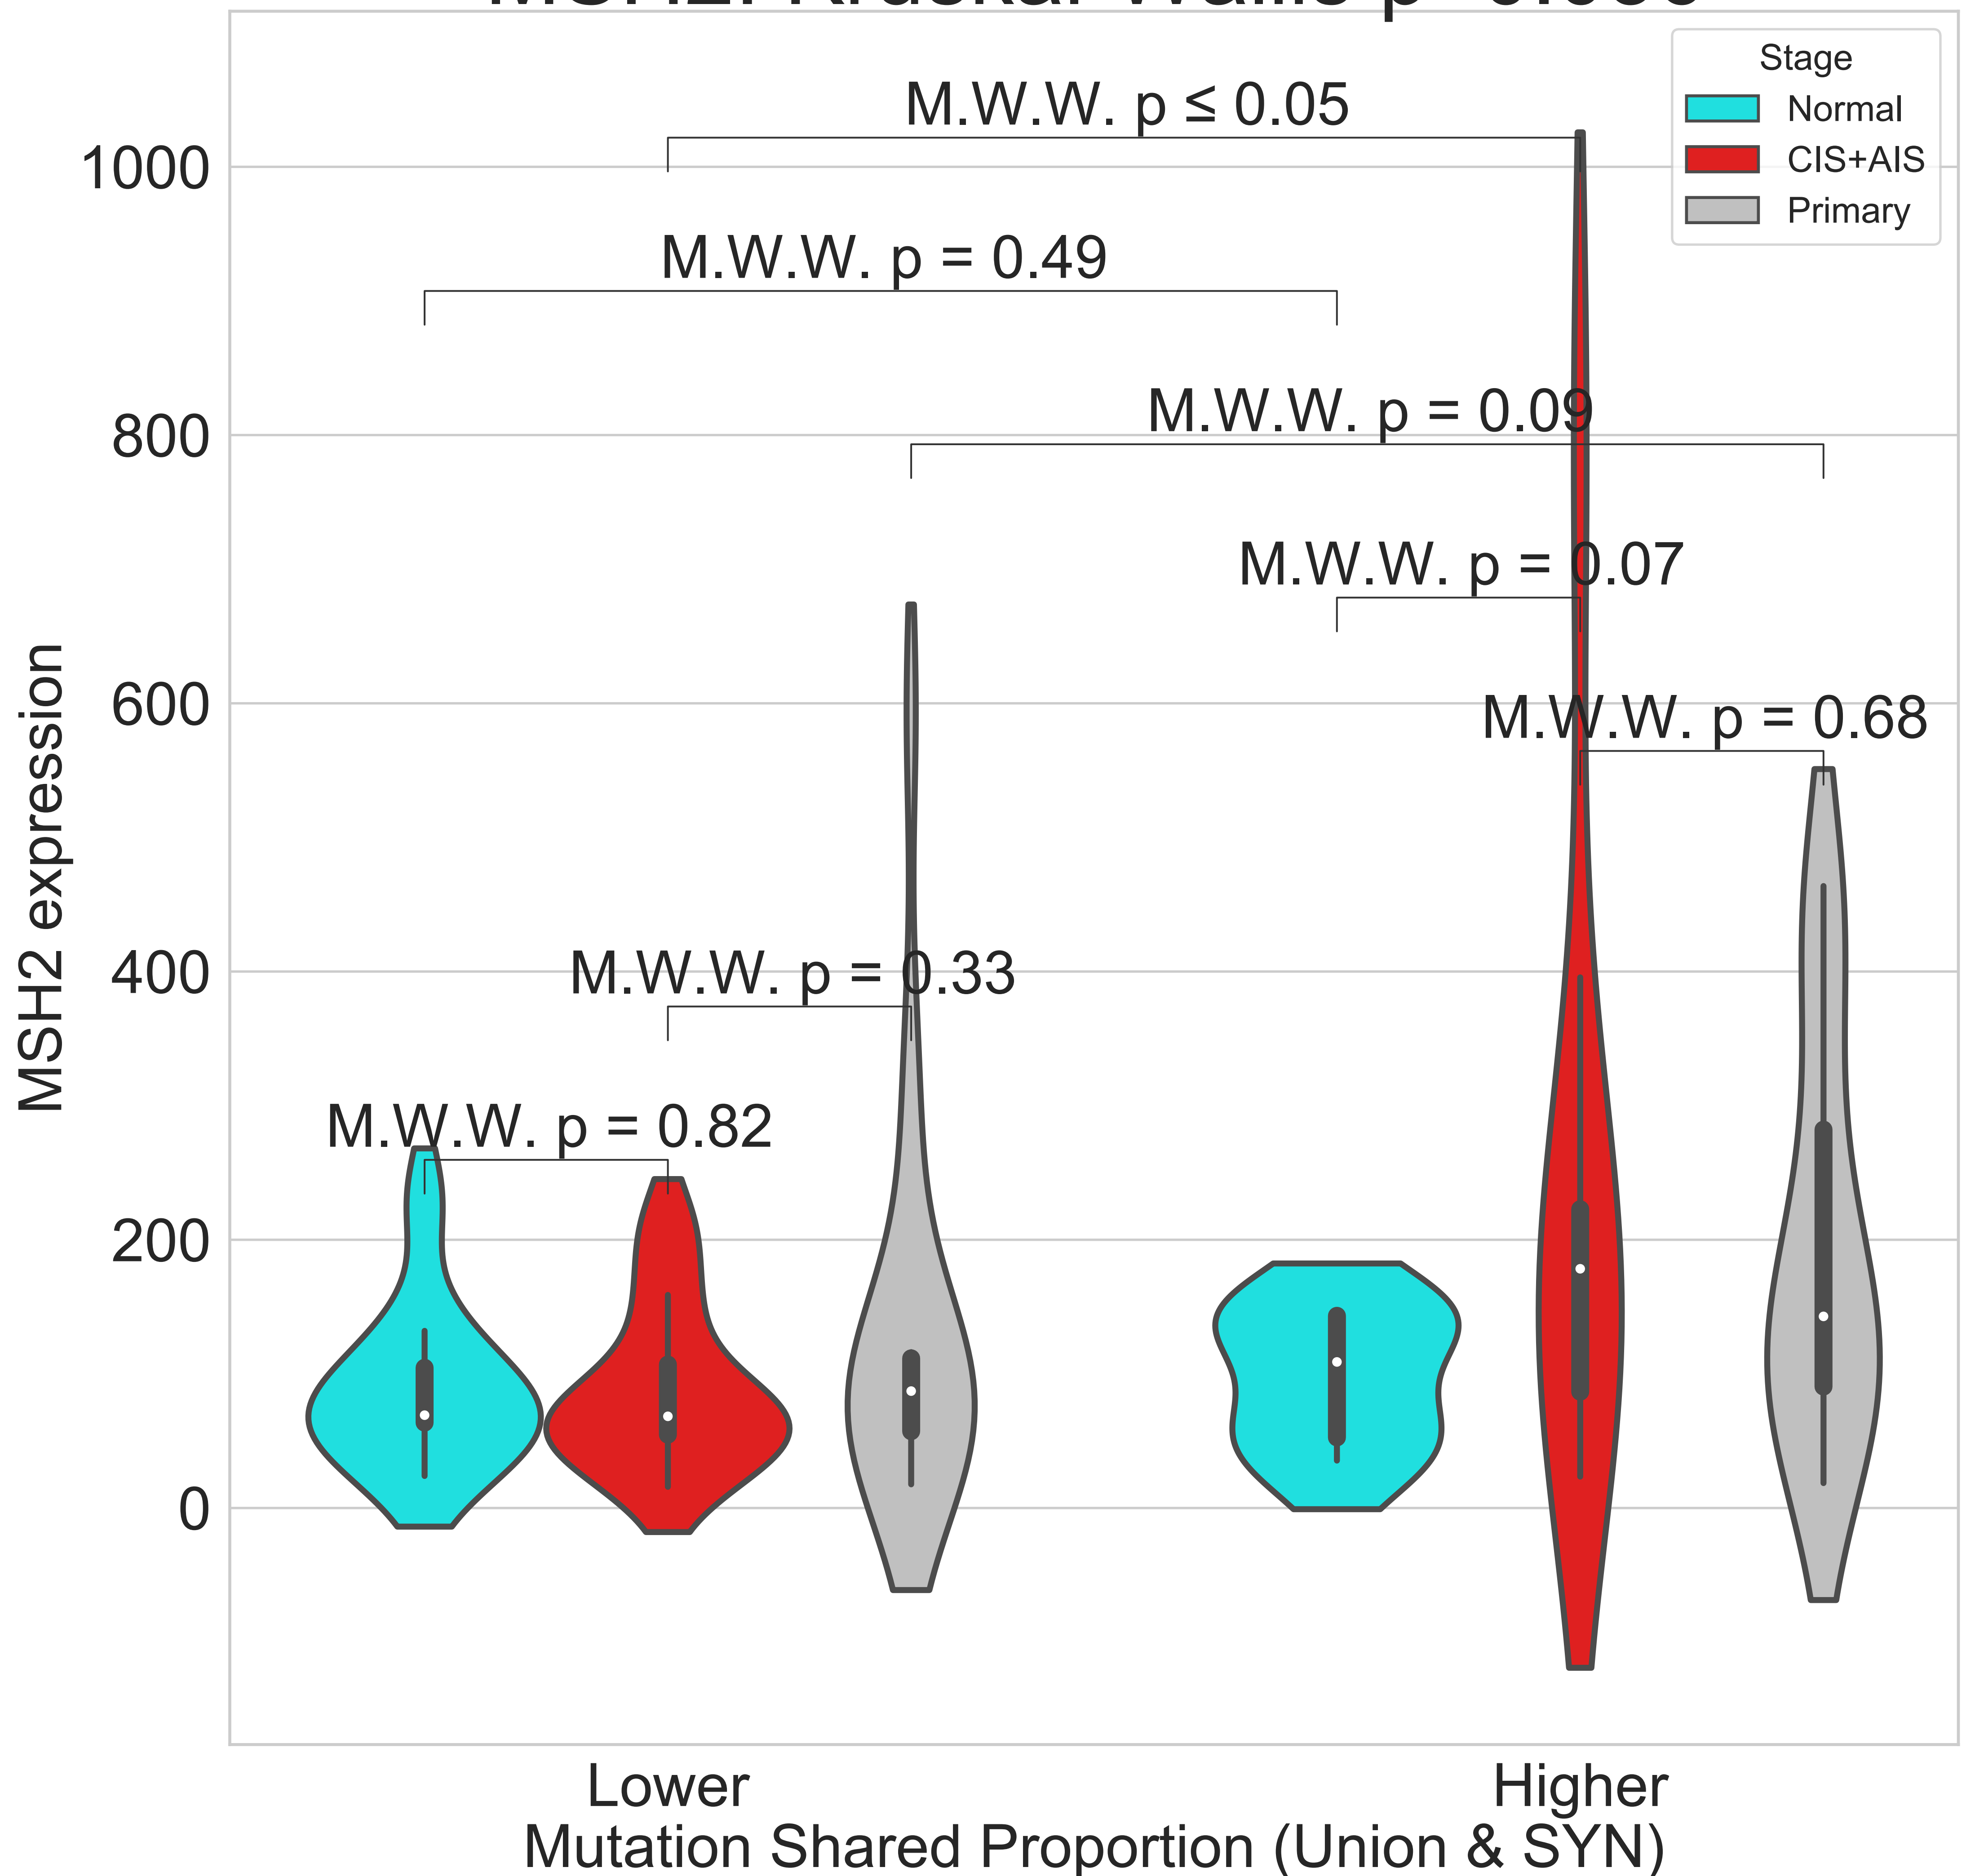 Stage
Normal
CIS+AIS
Primary
M.W.W. p ≤ 0.05
M.W.W. p = 0.49
M.W.W. p = 0.09
M.W.W. p = 0.07
M.W.W. p = 0.68
M.W.W. p = 0.33
M.W.W. p = 0.82
1000
800
600
400
200
0
MSH2 expression
Lower
Higher
Mutation Shared Proportion (Union & SYN)